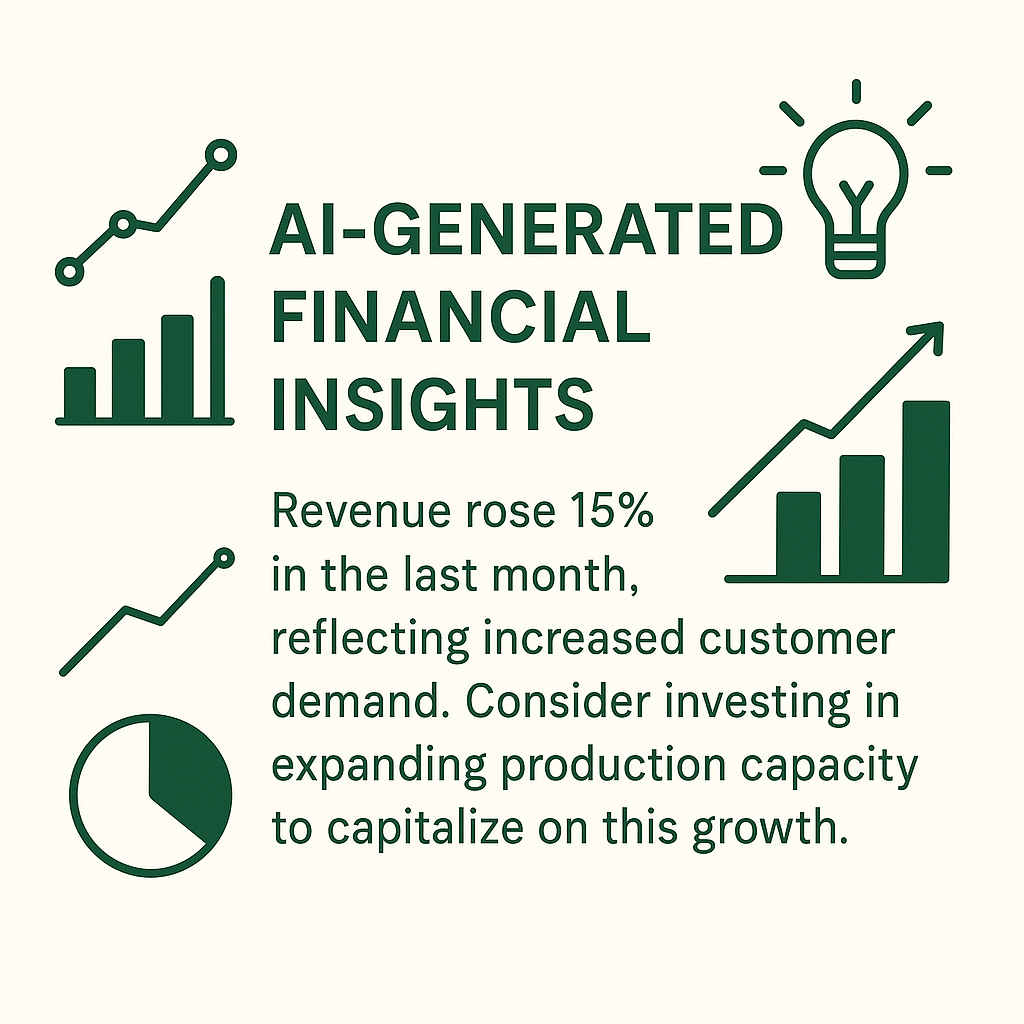 AI-GENERATED
FINANCIAL
INSIGHTS
Revenue rose 15%
in the last month,
reflecting increased customer
demand. Consider investing in
expanding production capacity
to capitalize on this growth.